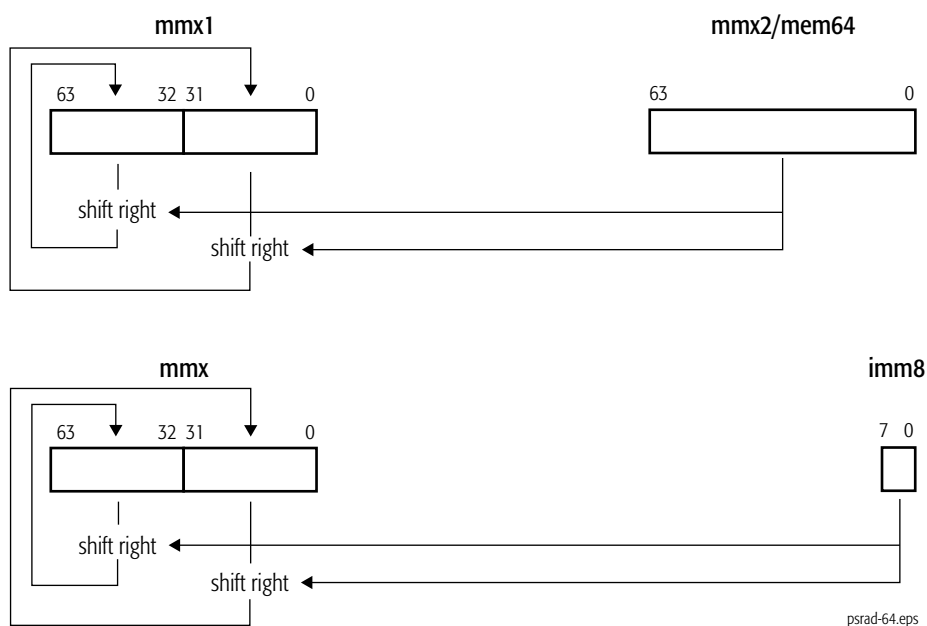 mmx1 mmx2/mem64
63 32 31 0 63 0
shift right
shift right
mmx imm8
63 32 31 0 7 0
shift right
shift right
psrad-64.eps